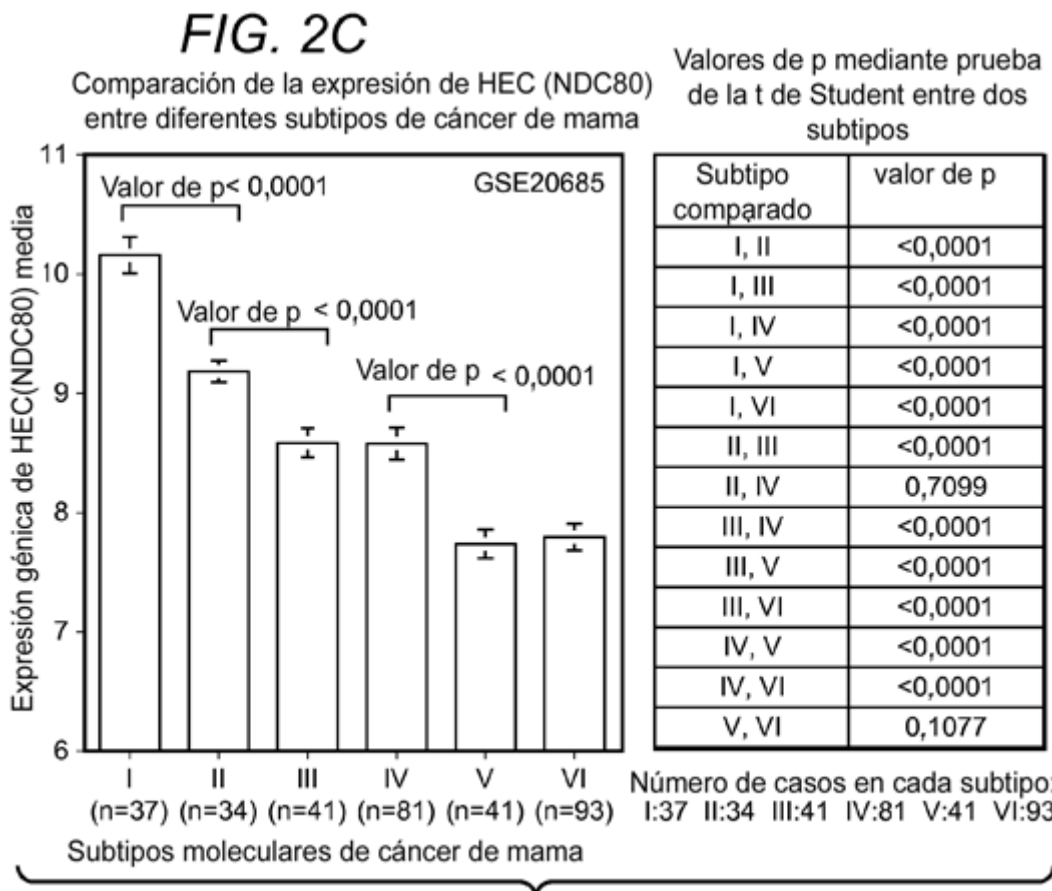 FIG. 2C
Comparación de la expresión de HEC (NDC80)
entre diferentes subtipos de cáncer de mama
Expresión génica de HEC(NDC80) media
11
10
9
8
7
6
GSE20685
Valor de p< 0,0001
Valor de p < 0,0001
Valor de p < 0,0001
I II III IV V VI
(n=37) (n=34) (n=41) (n=81) (n=41) (n=93)
Subtipos moleculares de cáncer de mama
Valores de p mediante prueba
de la t de Student entre dos
subtipos
Subtipo valor de p
comparado
I, II <0,0001
I, III <0,0001
I, IV <0,0001
I, V <0,0001
I, VI <0,0001
II, III <0,0001
II, IV 0,7099
III, IV <0,0001
III, V <0,0001
III, VI <0,0001
IV, V <0,0001
IV, VI <0,0001
V, VI 0,1077
Número de casos en cada subtipo:
I:37 II:34 III:41 IV:81 V:41 VI:93